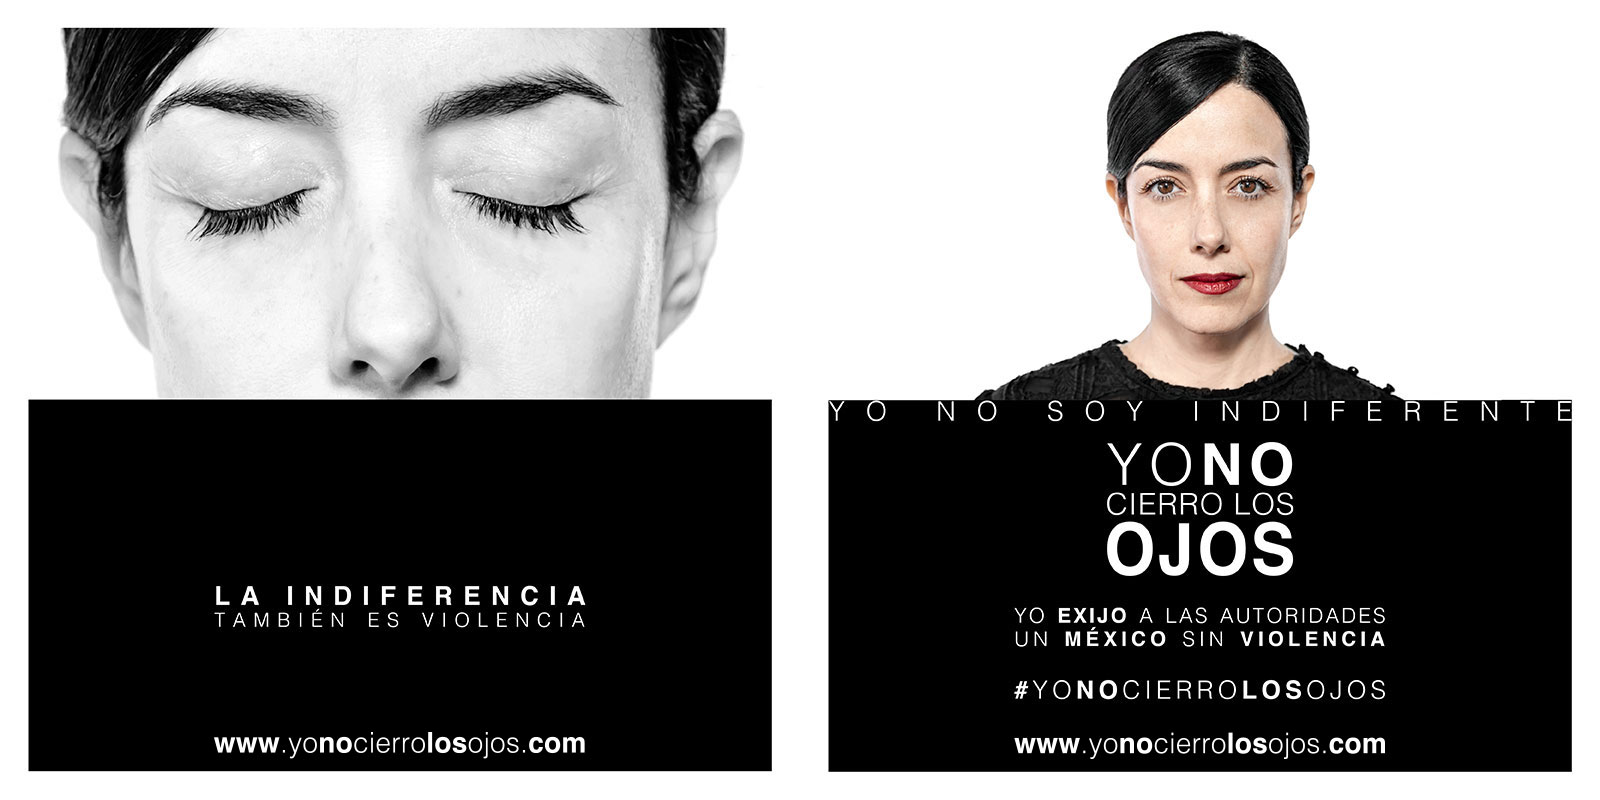 LA INDIFERENCIA
TAMBIÉN ES VIOLENCIA
www.yonocierrolosojos.com
YO NO SOY INDIFERENTE
YONO
CIERRO LOS
OJOS
YO EXIJO A LAS AUTORIDADES
UN MÉXICO SIN VIOLENCIA
#YONOCIERROLOSOJOS
www.yonocierrolosojos.com